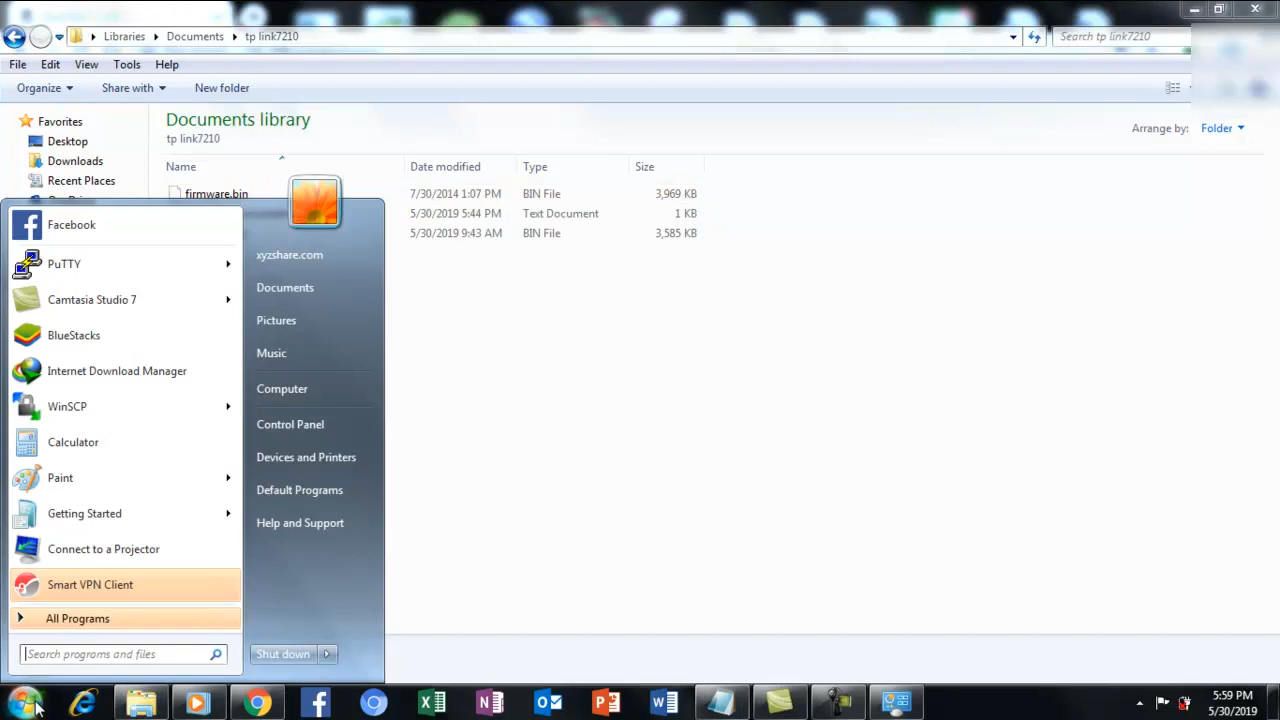 Libraries Documents tp link7210 Search tp link7210
File Edit View Tools Help
Organize Share with New folder
Favorites
Desktop
Downloads
Recent Places
Documents library
tp link7210
Arrange by: Folder
Name Date modified Type Size
firmware.bin 7/30/2014 1:07 PM BIN File 3,969 KB
5/30/2019 5:44 PM Text Document 1 KB
5/30/2019 9:43 AM BIN File 3,585 KB
Facebook
PuTTY
Camtasia Studio 7
BlueStacks
Internet Download Manager
WinSCP
Calculator
Paint
Getting Started
Connect to a Projector
Smart VPN Client
All Programs
Search programs and files
xyzshare.com
Documents
Pictures
Music
Computer
Control Panel
Devices and Printers
Default Programs
Help and Support
Shut down
5:59 PM
5/30/2019